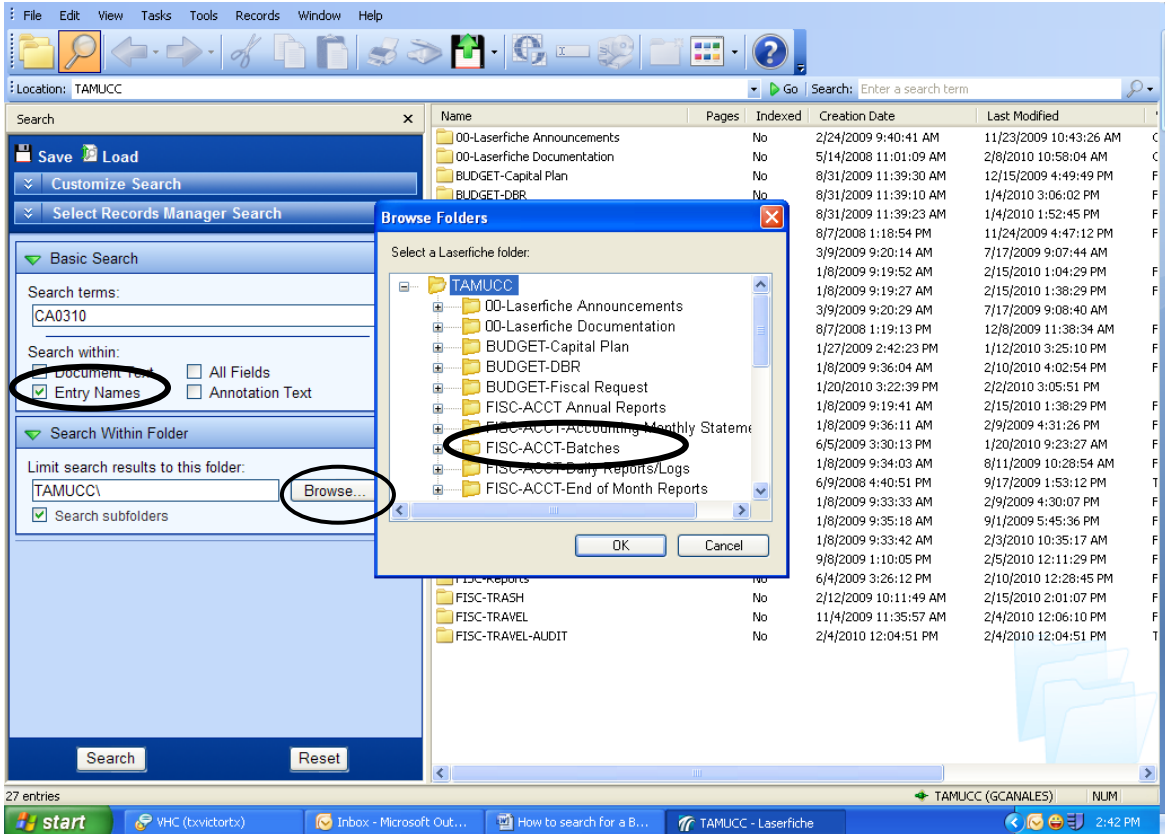 File Edit View Tasks Tools Records Window Help
Location: TAMUCC Go Search: Enter a search term
Search x
Save Load
Customize Search
Select Records Manager Search
Basic Search
Search terms:
CA0310
Search within:
Document Text All Fields
Entry Names Annotation Text
Search Within Folder
Limit search results to this folder:
TAMUCC\ Browse...
Search subfolders
Search Reset
Name Pages Indexed Creation Date Last Modified
00-Laserfiche Announcements No 2/24/2009 9:40:41 AM 11/23/2009 10:43:26 AM
00-Laserfiche Documentation No 5/14/2008 11:01:09 AM 2/8/2010 10:58:04 AM
BUDGET-Capital Plan No 8/31/2009 11:39:30 AM 12/15/2009 4:49:49 PM F
BUDGET-DBR No 8/31/2009 11:39:10 AM 1/4/2010 3:06:02 PM F
8/31/2009 11:39:23 AM 1/4/2010 1:52:45 PM F
8/7/2008 1:18:54 PM 11/24/2009 4:47:12 PM F
3/9/2009 9:20:14 AM 7/17/2009 9:07:44 AM
1/8/2009 9:19:52 AM 2/15/2010 1:04:29 PM F
1/8/2009 9:19:27 AM 2/15/2010 1:38:29 PM F
3/9/2009 9:20:29 AM 7/17/2009 9:08:40 AM
8/7/2008 1:19:13 PM 12/8/2009 11:38:34 AM F
1/27/2009 2:42:23 PM 1/12/2010 3:25:10 PM F
1/8/2009 9:36:04 AM 2/10/2010 4:02:54 PM F
1/20/2010 3:22:39 PM 2/2/2010 3:05:51 PM
1/8/2009 9:19:41 AM 2/15/2010 1:38:29 PM F
1/8/2009 9:36:11 AM 2/9/2009 4:31:26 PM F
6/5/2009 3:30:13 PM 1/20/2010 9:23:27 AM F
1/8/2009 9:34:03 AM 8/11/2009 10:28:54 AM F
6/9/2008 4:40:51 PM 9/17/2009 1:53:12 PM T
1/8/2009 9:33:33 AM 2/9/2009 4:30:07 PM F
1/8/2009 9:35:18 AM 9/1/2009 5:45:36 PM F
1/8/2009 9:33:42 AM 2/3/2010 10:35:17 AM F
9/8/2009 1:10:05 PM 2/5/2010 12:11:29 PM F
FISC-Reports No 6/4/2009 3:26:12 PM 2/10/2010 12:28:45 PM F
FISC-TRASH No 2/12/2009 10:11:49 AM 2/15/2010 2:01:07 PM F
FISC-TRAVEL No 11/4/2009 11:35:57 AM 2/4/2010 12:06:10 PM F
FISC-TRAVEL-AUDIT No 2/4/2010 12:04:51 PM 2/4/2010 12:04:51 PM T
Browse Folders
Select a Laserfiche folder:
TAMUCC
00-Laserfiche Announcements
00-Laserfiche Documentation
BUDGET-Capital Plan
BUDGET-DBR
BUDGET-Fiscal Request
FISC-ACCT Annual Reports
FISC-ACCT-Accounting Monthly Stateme
FISC-ACCT-Batches
FISC-ACCT-Daily Reports/Logs
FISC-ACCT-End of Month Reports
OK Cancel
27 entries TAMUCC (GCANALES) NUM
start VHC (txvictortx) Inbox - Microsoft Out... How to search for a B... TAMUCC - Laserfiche 2:42 PM